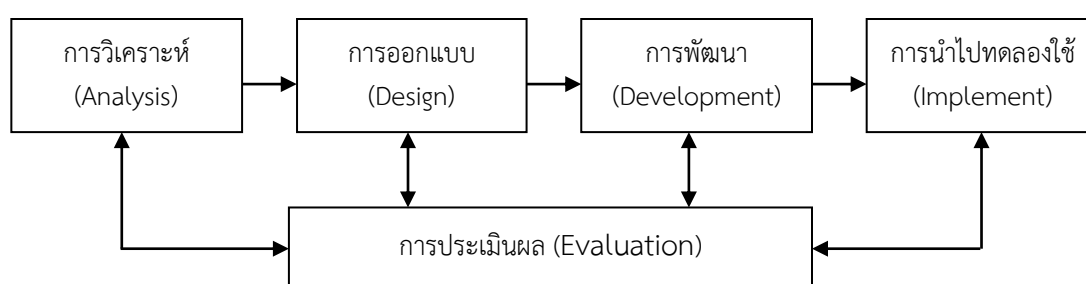 การวิเคราะห์
(Analysis)
การออกแบบ
(Design)
การพัฒนา
(Development)
การนำไปทดลองใช้
(Implement)
การประเมินผล (Evaluation)